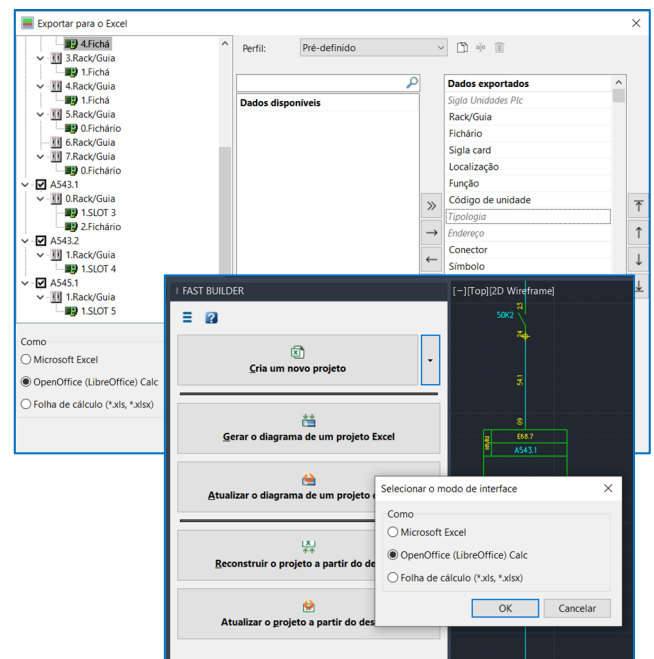 Exportar para o Excel
4.Fichá
3.Rack/Guia
1.Fichá
4.Rack/Guia
1.Fichá
5.Rack/Guia
0.Fichário
6.Rack/Guia
7.Rack/Guia
0.Fichário
A543.1
0.Rack/Guia
1.SLOT 3
2.Fichário
A543.2
1.Rack/Guia
1.SLOT 4
A545.1
1.Rack/Guia
1.SLOT 5
Perfil:
Pré-definido
Dados disponíveis
Dados exportados
Sigla Unidades Plc
Rack/Guia
Fichário
Sigla card
Localização
Função
Código de unidade
Tipologia
Endereço
Conector
Símbolo
Como
Microsoft Excel
OpenOffice (LibreOffice) Calc
Folha de cálculo (*.xls, *.xlsx)
FAST BUILDER
Cria um novo projeto
Gerar o diagrama de um projeto Excel
Atualizar o diagrama de um projeto
Reconstruir o projeto a partir do de
Atualizar o projeto a partir do des
[−][Top][2D Wireframe]
23
50K2
24
54.1
09
E68.7
A543.1
Selecionar o modo de interface
Como
Microsoft Excel
OpenOffice (LibreOffice) Calc
Folha de cálculo (*.xls, *.xlsx)
OK
Cancelar